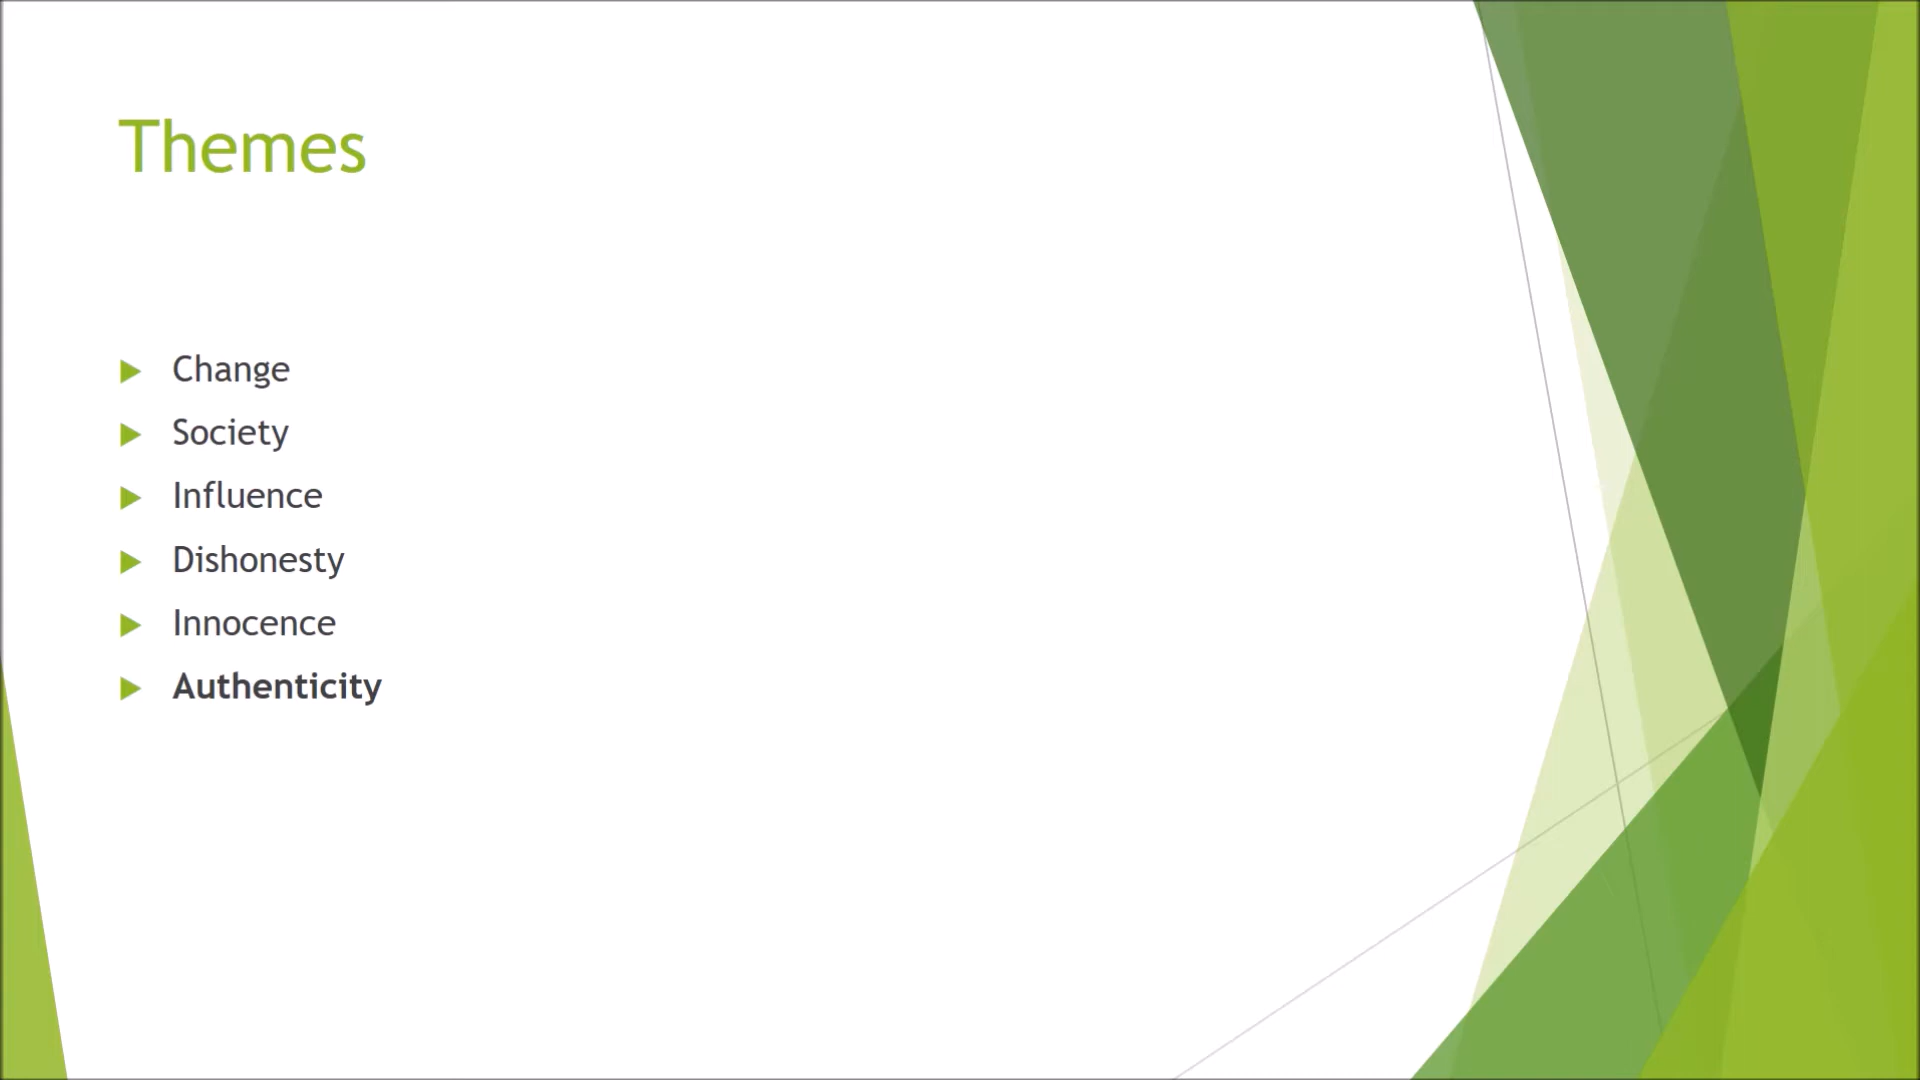 Themes
Change
Society
Influence
Dishonesty
Innocence
Authenticity